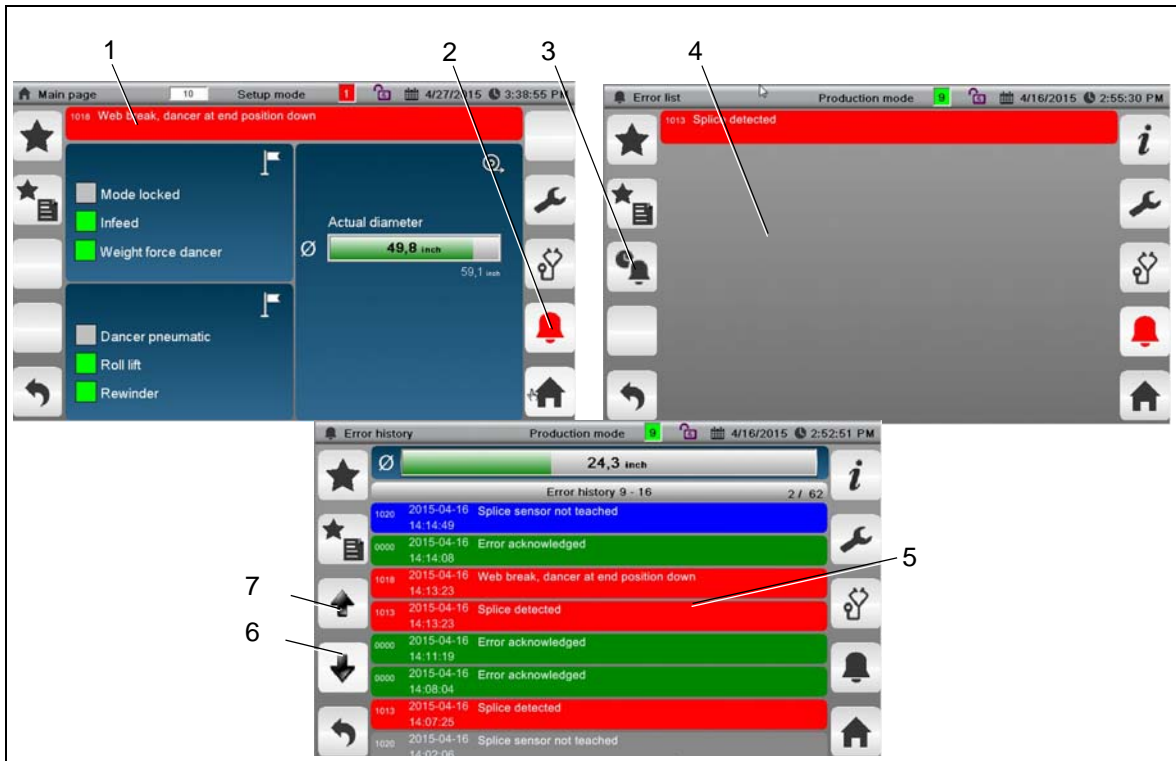 1
2
3
4
Main page
10
Setup mode
1
4/27/2015
3:38:55 PM
1018 Web break, dancer at end position down
Mode locked
Infeed
Weight force dancer
Actual diameter
Ø
49,8 inch
59,1 inch
Dancer pneumatic
Roll lift
Rewinder
Error list
Production mode
9
4/16/2015
2:55:30 PM
1013 Splice detected
i
Error history
Production mode
9
4/16/2015
2:52:51 PM
Ø
24,3 inch
i
Error history 9 - 16
2 / 62
1020 2015-04-16 Splice sensor not teached
14:14:49
0000 2015-04-16 Error acknowledged
14:14:08
1018 2015-04-16 Web break, dancer at end position down
14:13:23
1013 2015-04-16 Splice detected
14:13:23
0000 2015-04-16 Error acknowledged
14:11:19
0000 2015-04-16 Error acknowledged
14:08:04
1013 2015-04-16 Splice detected
14:07:25
1020 2015-04-16 Splice sensor not teached
14:02:06
5
7
6